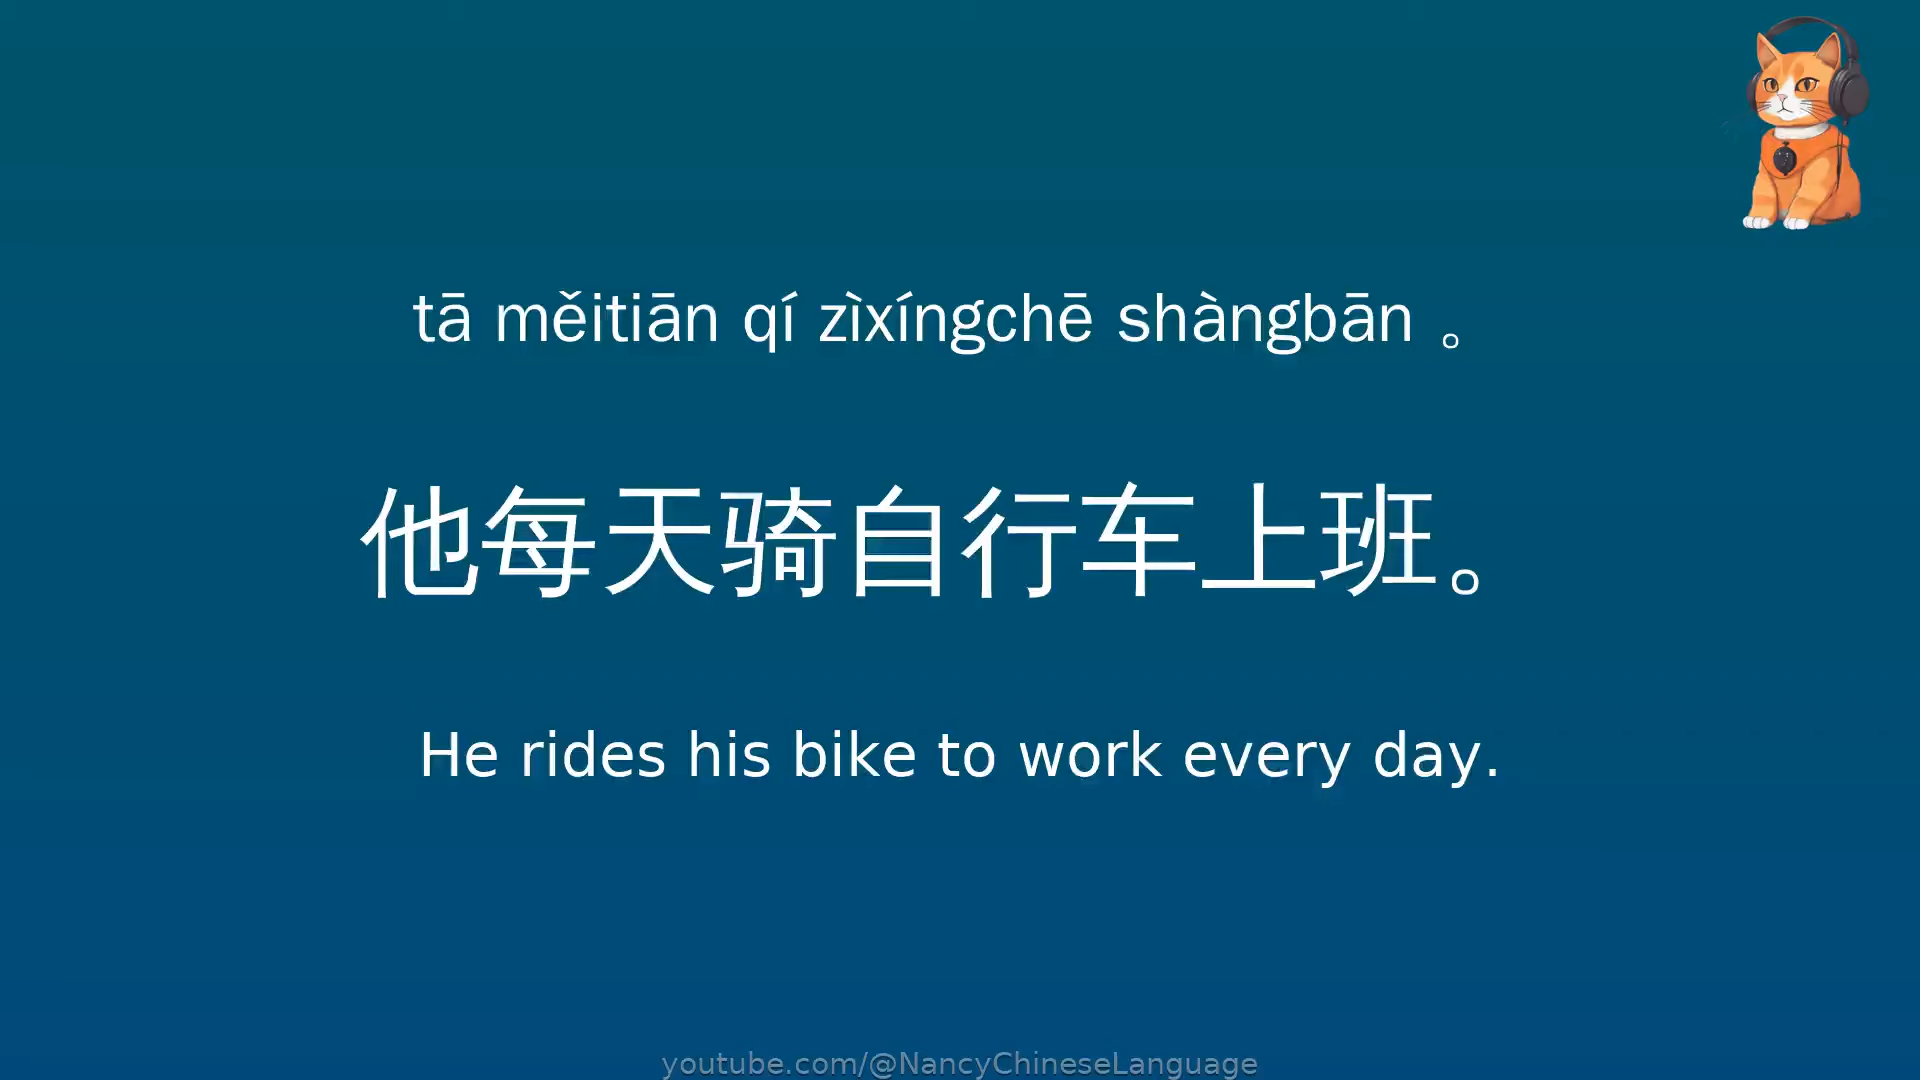 tā měitiān qí zìxíngchē shàngbān 。
他每天骑自行车上班。
He rides his bike to work every day.
youtube.com/@NancyChineseLanguage